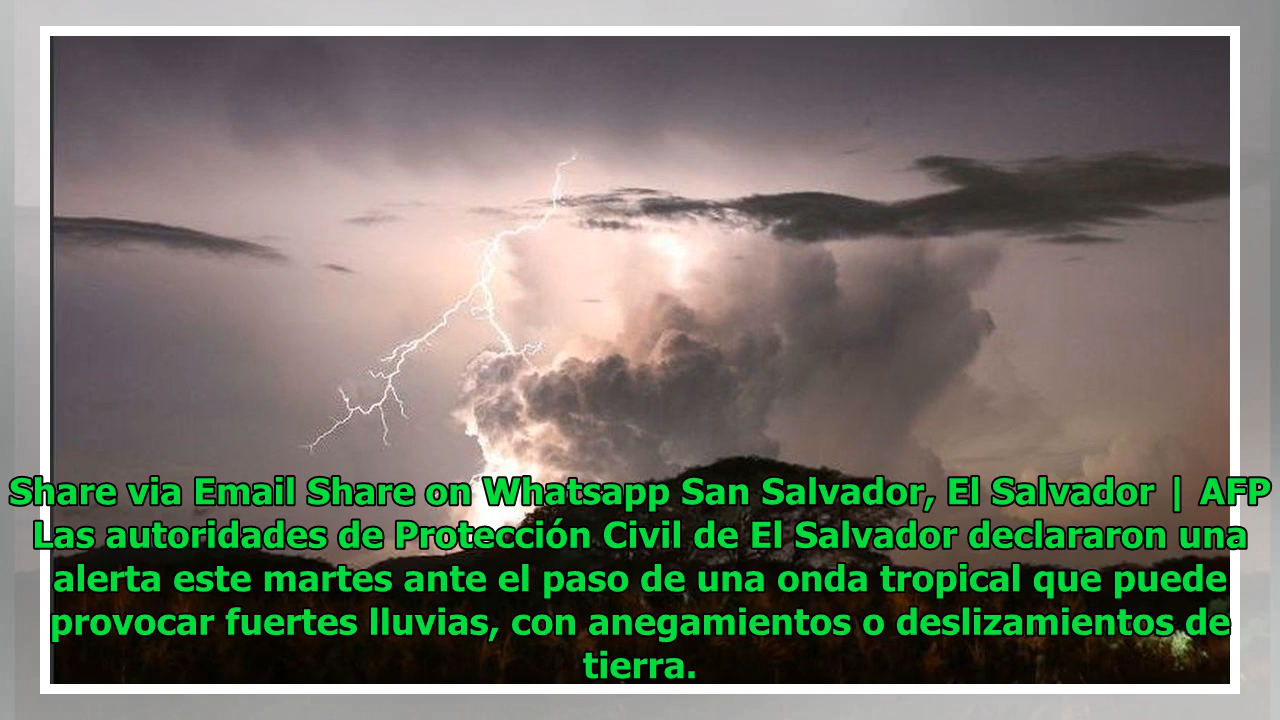 Share via Email Share on Whatsapp San Salvador, El Salvador | AFP
Las autoridades de Protección Civil de El Salvador declararon una
alerta este martes ante el paso de una onda tropical que puede
provocar fuertes lluvias, con anegamientos o deslizamientos de
tierra.